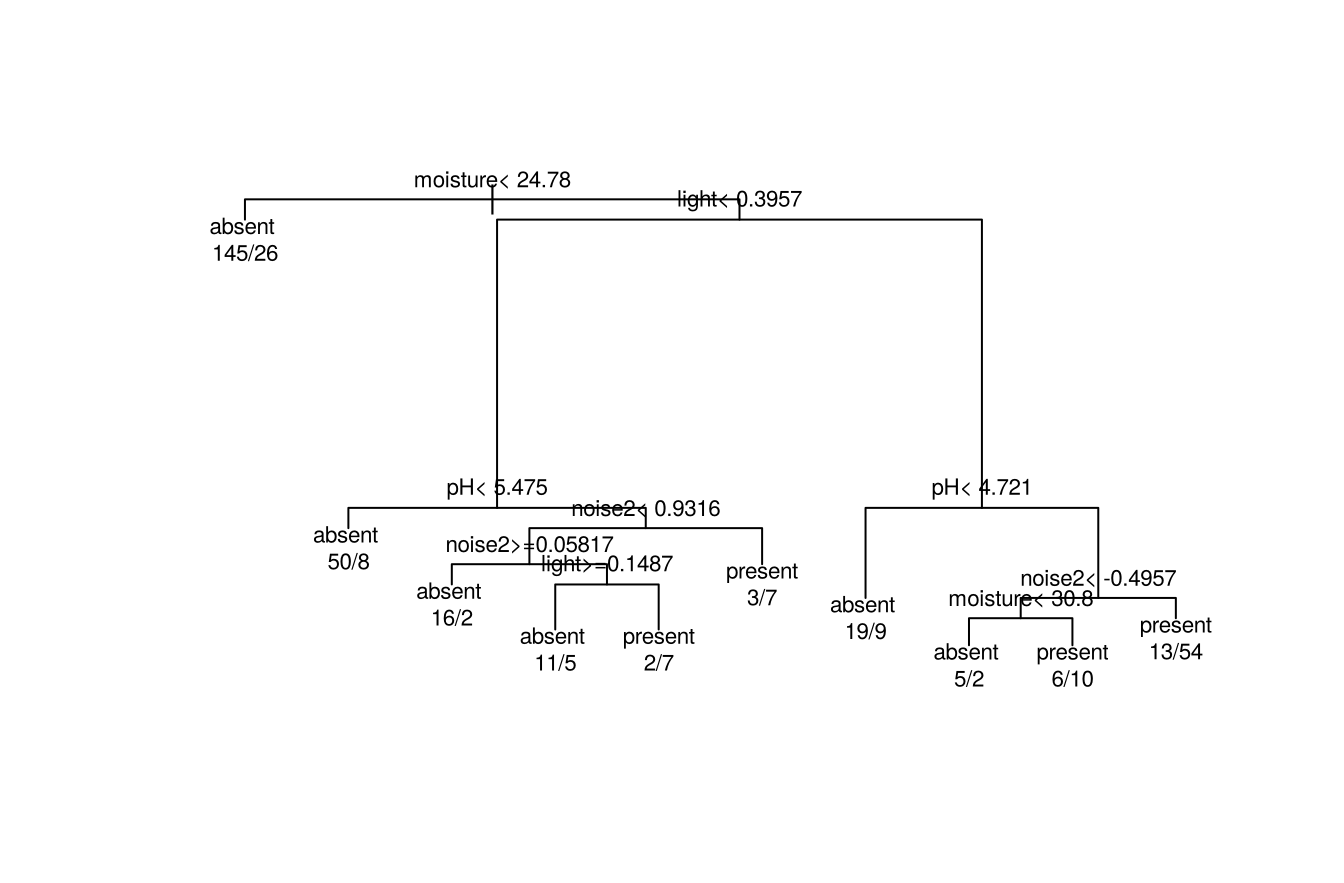 moisture< 24.78
light< 0.3957
absent
145/26
pH< 5.475
pH< 4.721
noise2< 0.9316
absent
50/8
noise2>=0.05817
light>=0.1487
present
3/7
noise2< -0.4957
absent
16/2
moisture< 30.8
absent
19/9
present
13/54
absent
11/5
present
2/7
absent
5/2
present
6/10